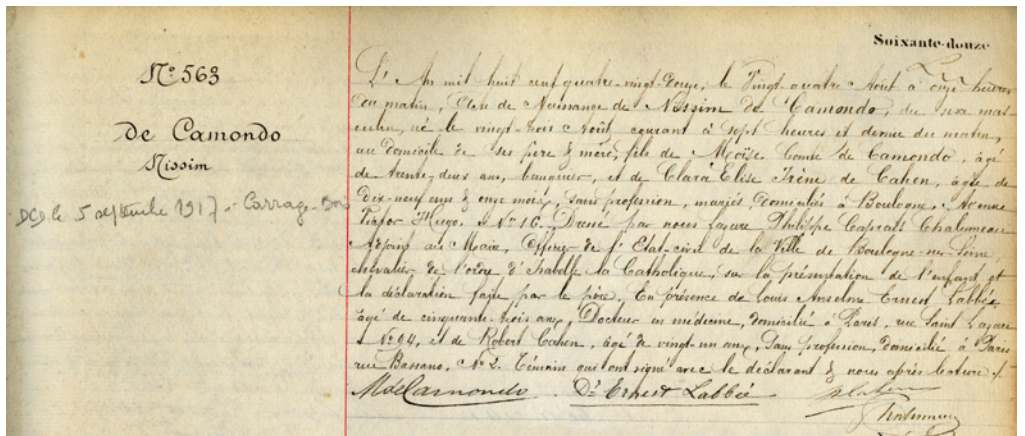 Soixante-douze
N° 563
de Camondo
Nissim
DCD le 5 septembre 1917 -
L'An mil huit cent quatre-vingt-douze, le Vingt-quatre Août à onze heures
du matin, Acte de Naissance de Nissim de Camondo, du sexe mas-
culin, né le vingt trois Août courant à sept heures et demie du matin,
au domicile de ses père & mère, fils de Moïse Comte de Camondo, âgé
de trente-deux ans, banquier, et de Clara Elise Irène de Cahen, âgée de
dix-neuf ans & onze mois, sans profession, mariés, domiciliés à Boulogne, Avenue
Victor Hugo, N° 16. Dressé par nous Lazare Philippe Caprais Chalumeau
Adjoint au Maire, Officier de l'Etat-civil de la Ville de Boulogne-sur-Seine,
chevalier de l'ordre d'Isabelle la Catholique, sur la présentation de l'enfant et
la déclaration faite par le père, En présence de Louis Anselme Ernest Labbée
âgé de cinquante-trois ans, Docteur en médecine, domicilié à Paris, rue Saint Lazare
N° 94, et de Robert Cahen, âgé de vingt-un ans, Sans profession, domicilié à Paris
rue Bassano, N° 2. Témoins qui ont signé avec le déclarant & nous après lecture ./.
M de Camondo Dr Ernest Labbée RCahen
Chalumeau